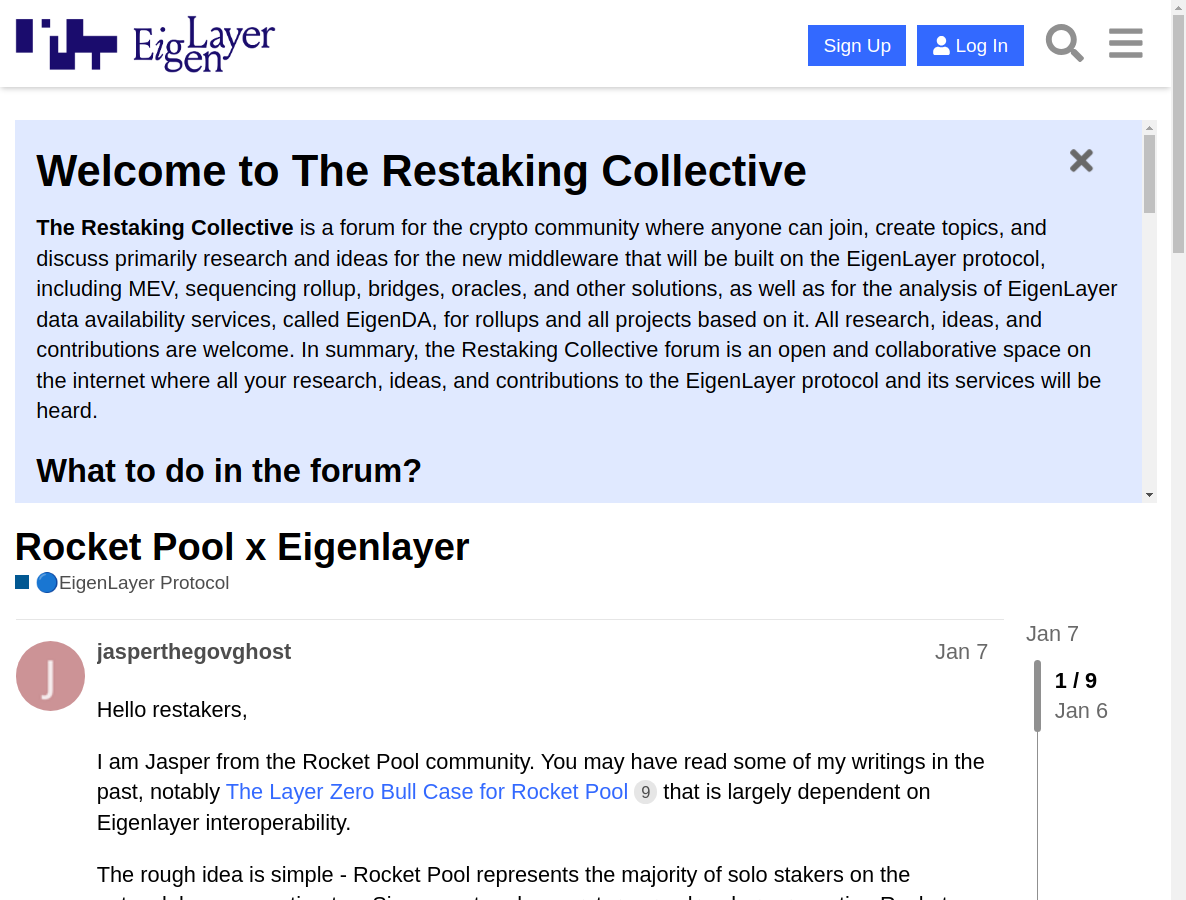 EigenLayer
Sign Up
Log In
Welcome to The Restaking Collective
The Restaking Collective is a forum for the crypto community where anyone can join, create topics, and
discuss primarily research and ideas for the new middleware that will be built on the EigenLayer protocol,
including MEV, sequencing rollup, bridges, oracles, and other solutions, as well as for the analysis of EigenLayer
data availability services, called EigenDA, for rollups and all projects based on it. All research, ideas, and
contributions are welcome. In summary, the Restaking Collective forum is an open and collaborative space on
the internet where all your research, ideas, and contributions to the EigenLayer protocol and its services will be
heard.
What to do in the forum?
Rocket Pool x Eigenlayer
EigenLayer Protocol
J
jasperthegovghost
Jan 7
Jan 7
1 / 9
Jan 6
Hello restakers,
I am Jasper from the Rocket Pool community. You may have read some of my writings in the
past, notably The Layer Zero Bull Case for Rocket Pool 9 that is largely dependent on
Eigenlayer interoperability.
The rough idea is simple - Rocket Pool represents the majority of solo stakers on the